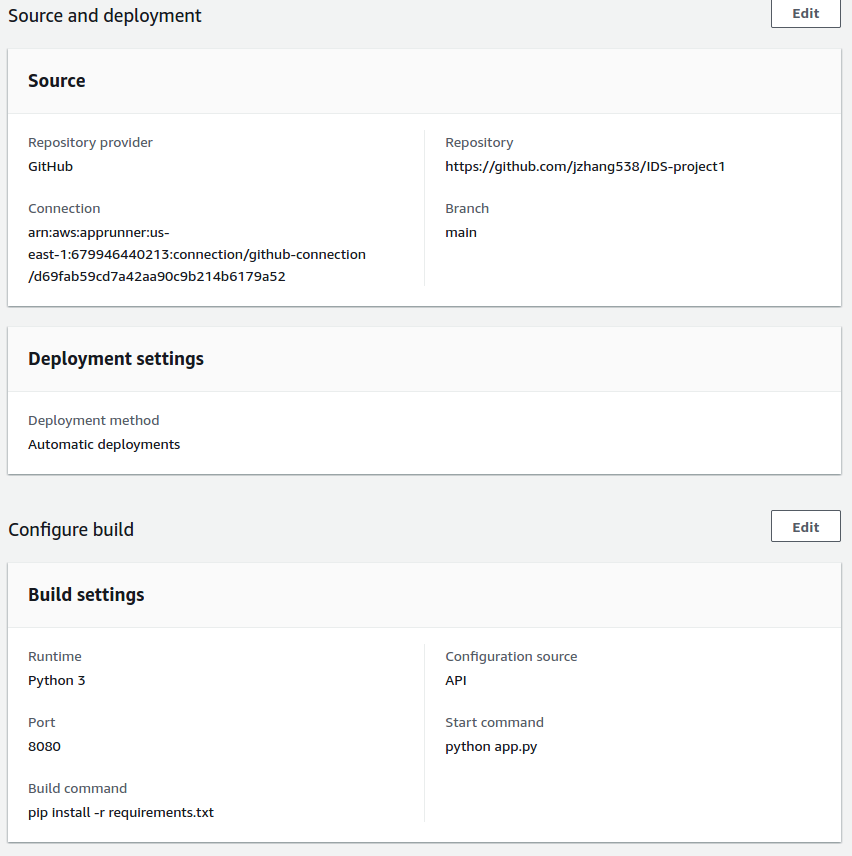 Source and deployment
Edit
Source
Repository provider
GitHub
Repository
https://github.com/jzhang538/IDS-project1
Connection
arn:aws:apprunner:us-
east-1:679946440213:connection/github-connection
/d69fab59cd7a42aa90c9b214b6179a52
Branch
main
Deployment settings
Deployment method
Automatic deployments
Configure build
Edit
Build settings
Runtime
Python 3
Configuration source
API
Port
8080
Start command
python app.py
Build command
pip install -r requirements.txt